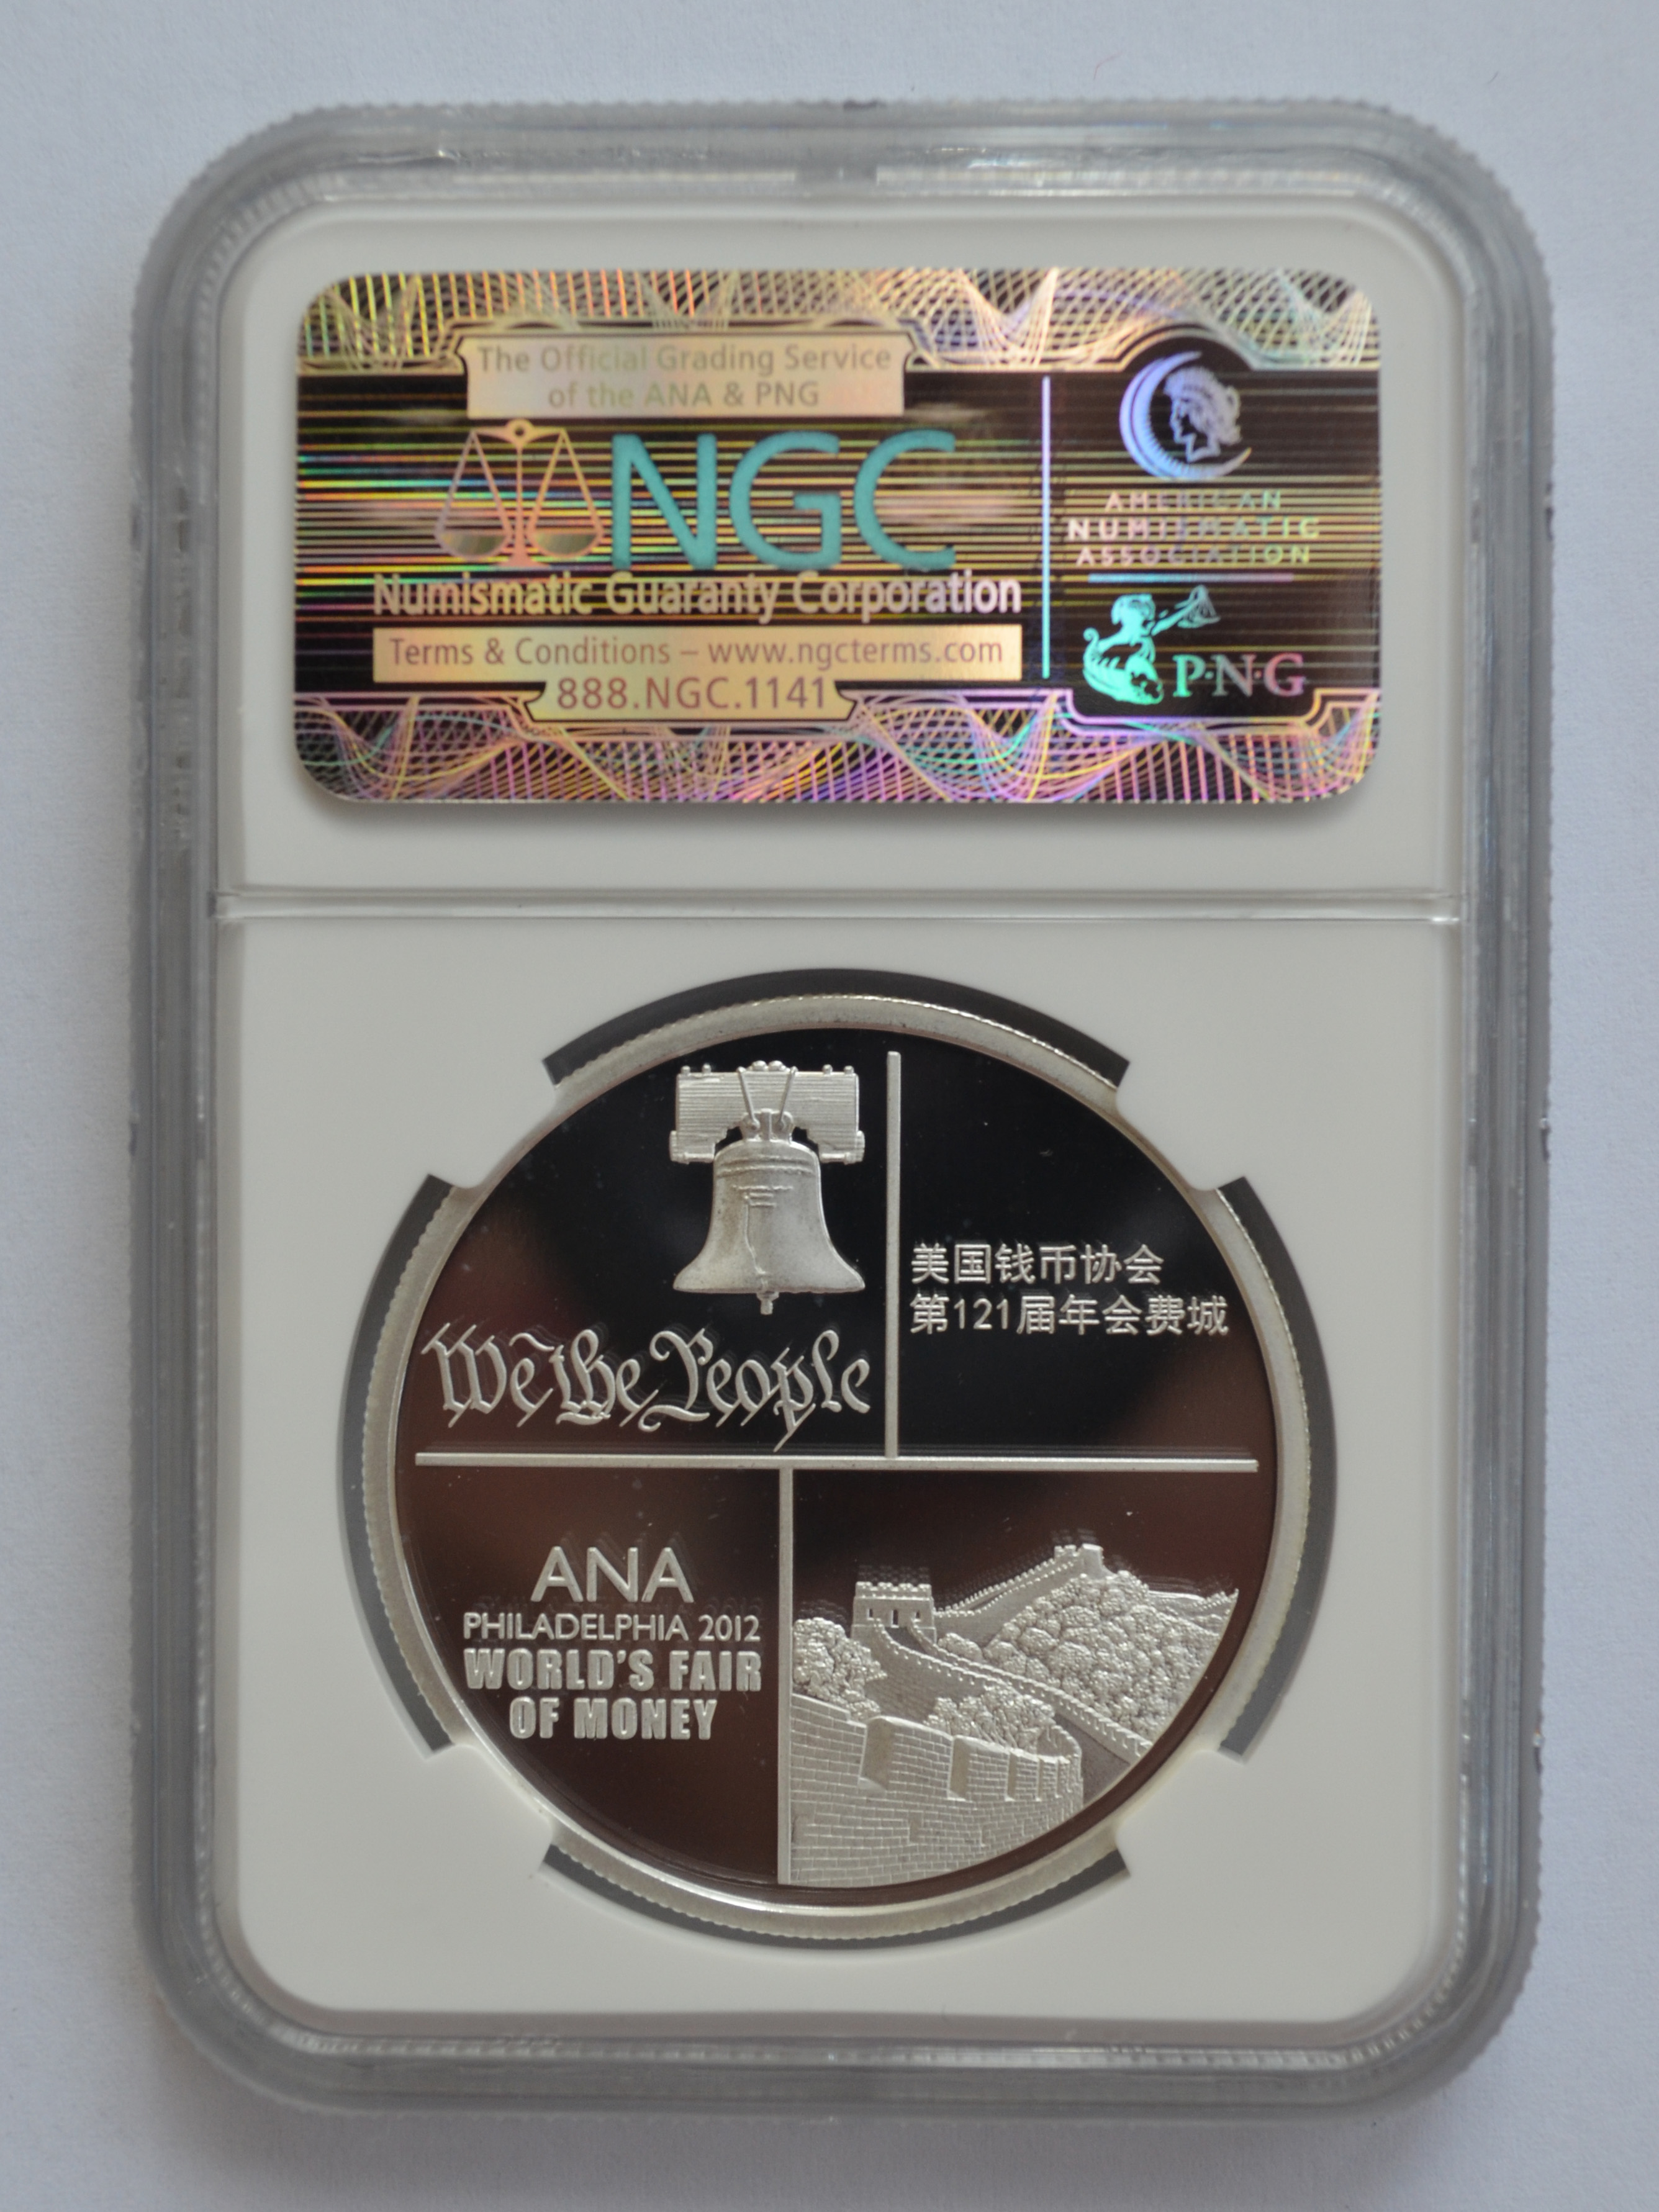 The Official Grading Service
of the ANA & PNG
NGC
Numismatic Guaranty Corporation
Terms & Conditions – www.ngcterms.com
888.NGC.1141
AMERICAN
NUMISMATIC
ASSOCIATION
P·N·G
We the People
美国钱币协会
第121届年会费城
ANA
PHILADELPHIA 2012
WORLD'S FAIR
OF MONEY